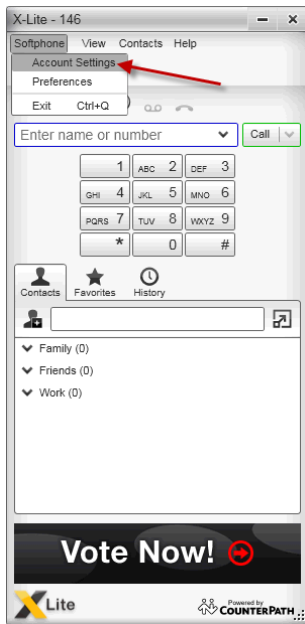 X-Lite - 146
Softphone View Contacts Help
Account Settings
Preferences
Exit Ctrl+Q
Enter name or number
Call
1 ABC 2 DEF 3
GHI 4 JKL 5 MNO 6
PQRS 7 TUV 8 WXYZ 9
* 0 #
Contacts Favorites History
Family (0)
Friends (0)
Work (0)
Vote Now!
X Lite
Powered by
COUNTERPATH